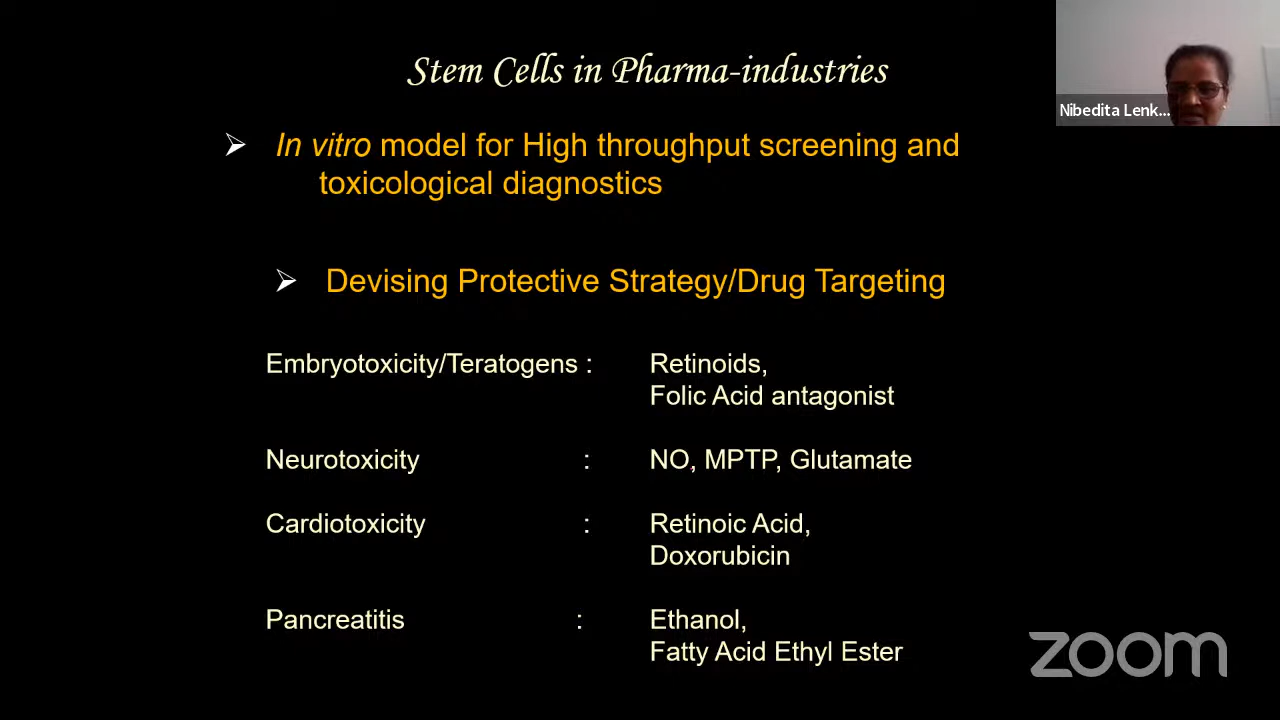 Stem Cells in Pharma-industries
Nibedita Lenk...
➢ In vitro model for High throughput screening and
toxicological diagnostics
➢ Devising Protective Strategy/Drug Targeting
Embryotoxicity/Teratogens : Retinoids,
Folic Acid antagonist
Neurotoxicity : NO, MPTP, Glutamate
Cardiotoxicity : Retinoic Acid,
Doxorubicin
Pancreatitis : Ethanol,
Fatty Acid Ethyl Ester
zoom